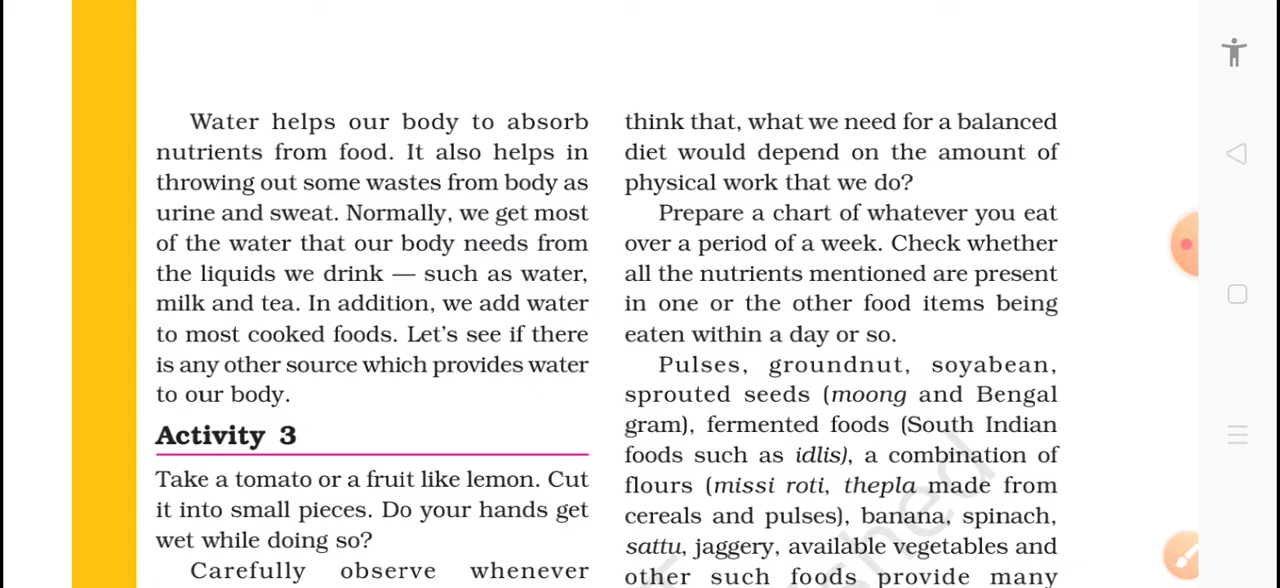 Water helps our body to absorb
nutrients from food. It also helps in
throwing out some wastes from body as
urine and sweat. Normally, we get most
of the water that our body needs from
the liquids we drink — such as water,
milk and tea. In addition, we add water
to most cooked foods. Let's see if there
is any other source which provides water
to our body.
Activity 3
Take a tomato or a fruit like lemon. Cut
it into small pieces. Do your hands get
wet while doing so?
Carefully observe whenever
think that, what we need for a balanced
diet would depend on the amount of
physical work that we do?
Prepare a chart of whatever you eat
over a period of a week. Check whether
all the nutrients mentioned are present
in one or the other food items being
eaten within a day or so.
Pulses, groundnut, soyabean,
sprouted seeds (moong and Bengal
gram), fermented foods (South Indian
foods such as idlis), a combination of
flours (missi roti, thepla made from
cereals and pulses), banana, spinach,
sattu, jaggery, available vegetables and
other such foods provide many